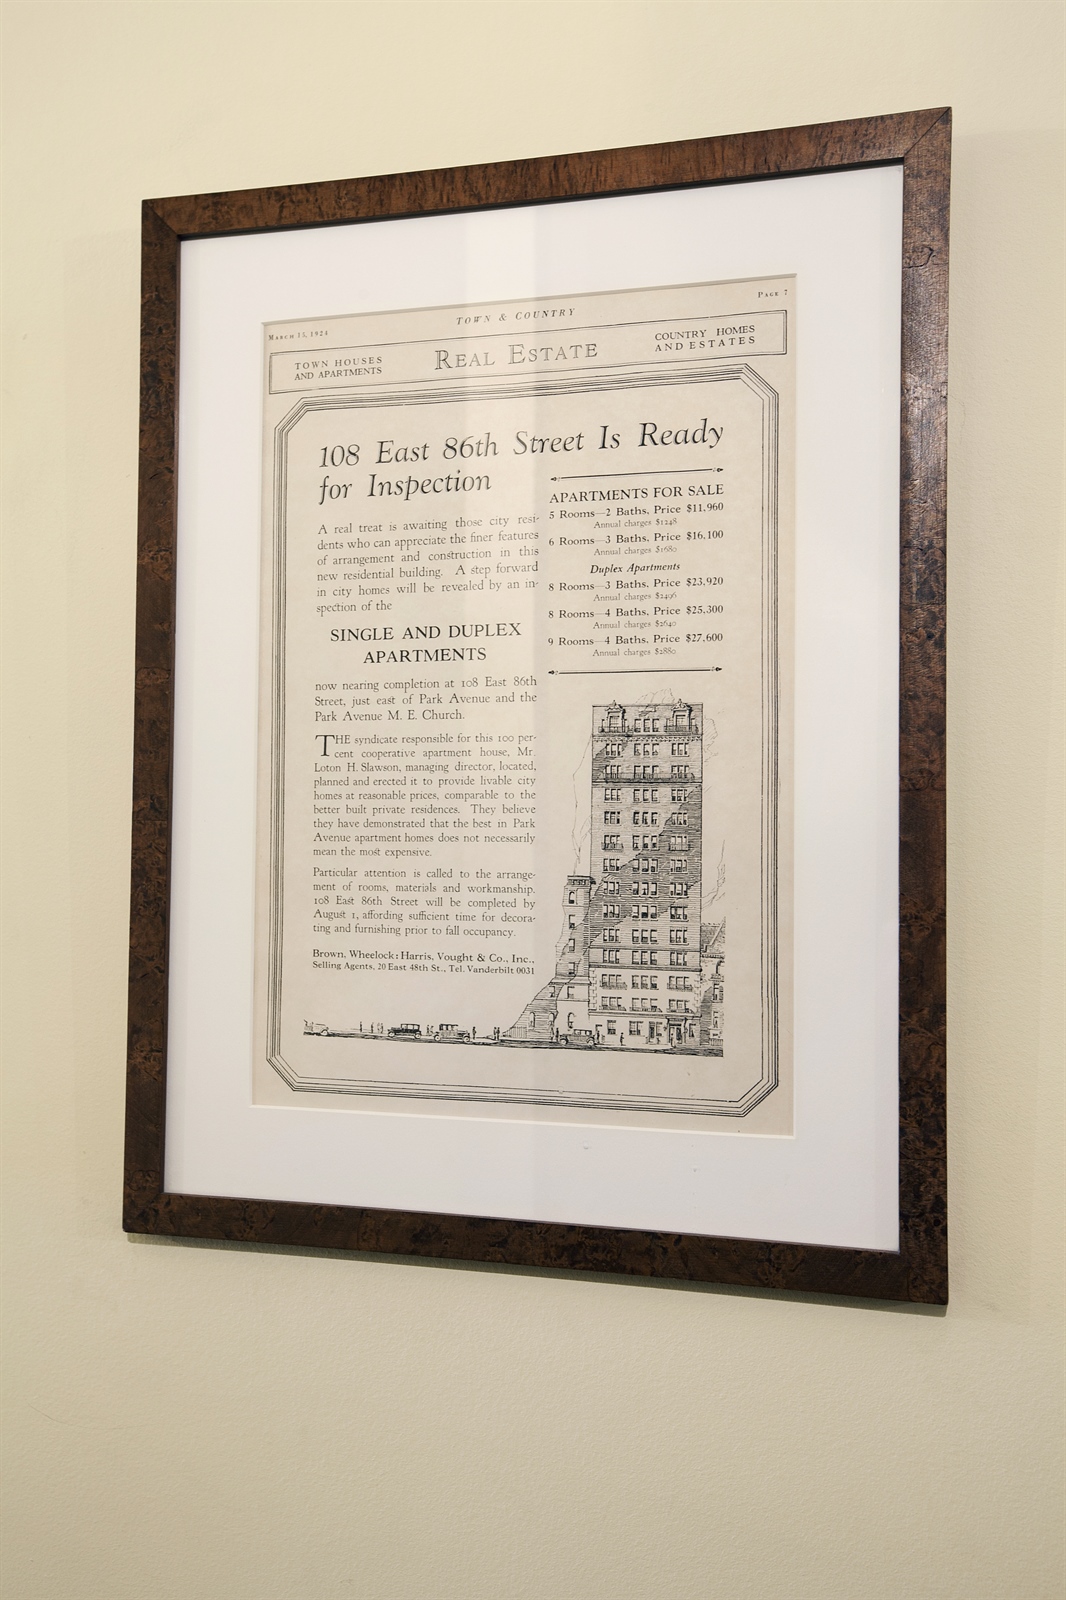 March 15, 1924
TOWN & COUNTRY
Page 7
TOWN HOUSES
AND APARTMENTS
REAL ESTATE
COUNTRY HOMES
AND ESTATES
108 East 86th Street Is Ready
for Inspection
A real treat is awaiting those city resi-
dents who can appreciate the finer features
of arrangement and construction in this
new residential building. A step forward
in city homes will be revealed by an in-
spection of the
SINGLE AND DUPLEX
APARTMENTS
now nearing completion at 108 East 86th
Street, just east of Park Avenue and the
Park Avenue M. E. Church.
THE syndicate responsible for this 100 per-
cent cooperative apartment house, Mr.
Loton H. Slawson, managing director, located,
planned and erected it to provide livable city
homes at reasonable prices, comparable to the
better built private residences. They believe
they have demonstrated that the best in Park
Avenue apartment homes does not necessarily
mean the most expensive.
Particular attention is called to the arrange-
ment of rooms, materials and workmanship.
108 East 86th Street will be completed by
August 1, affording sufficient time for decora-
ting and furnishing prior to fall occupancy.
Brown, Wheelock: Harris, Vought & Co., Inc.,
Selling Agents, 20 East 48th St., Tel. Vanderbilt 0031
APARTMENTS FOR SALE
5 Rooms—2 Baths, Price $11,960
Annual charges $1248
6 Rooms—3 Baths, Price $16,100
Annual charges $1680
Duplex Apartments
8 Rooms—3 Baths, Price $23,920
Annual charges $2496
8 Rooms—4 Baths, Price $25,300
Annual charges $2640
9 Rooms—4 Baths, Price $27,600
Annual charges $2880